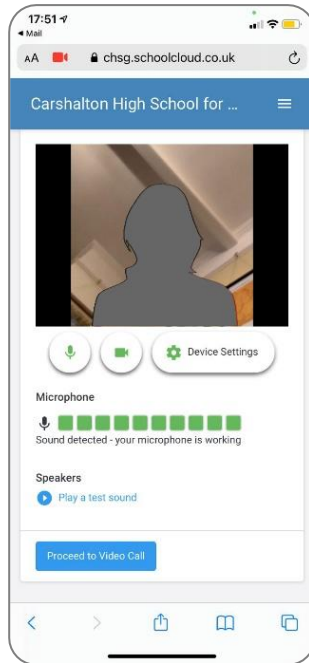 17:51
Mail
AA chsg.schoolcloud.co.uk
Carshalton High School for ...
Device Settings
Microphone
Sound detected - your microphone is working
Speakers
Play a test sound
Proceed to Video Call